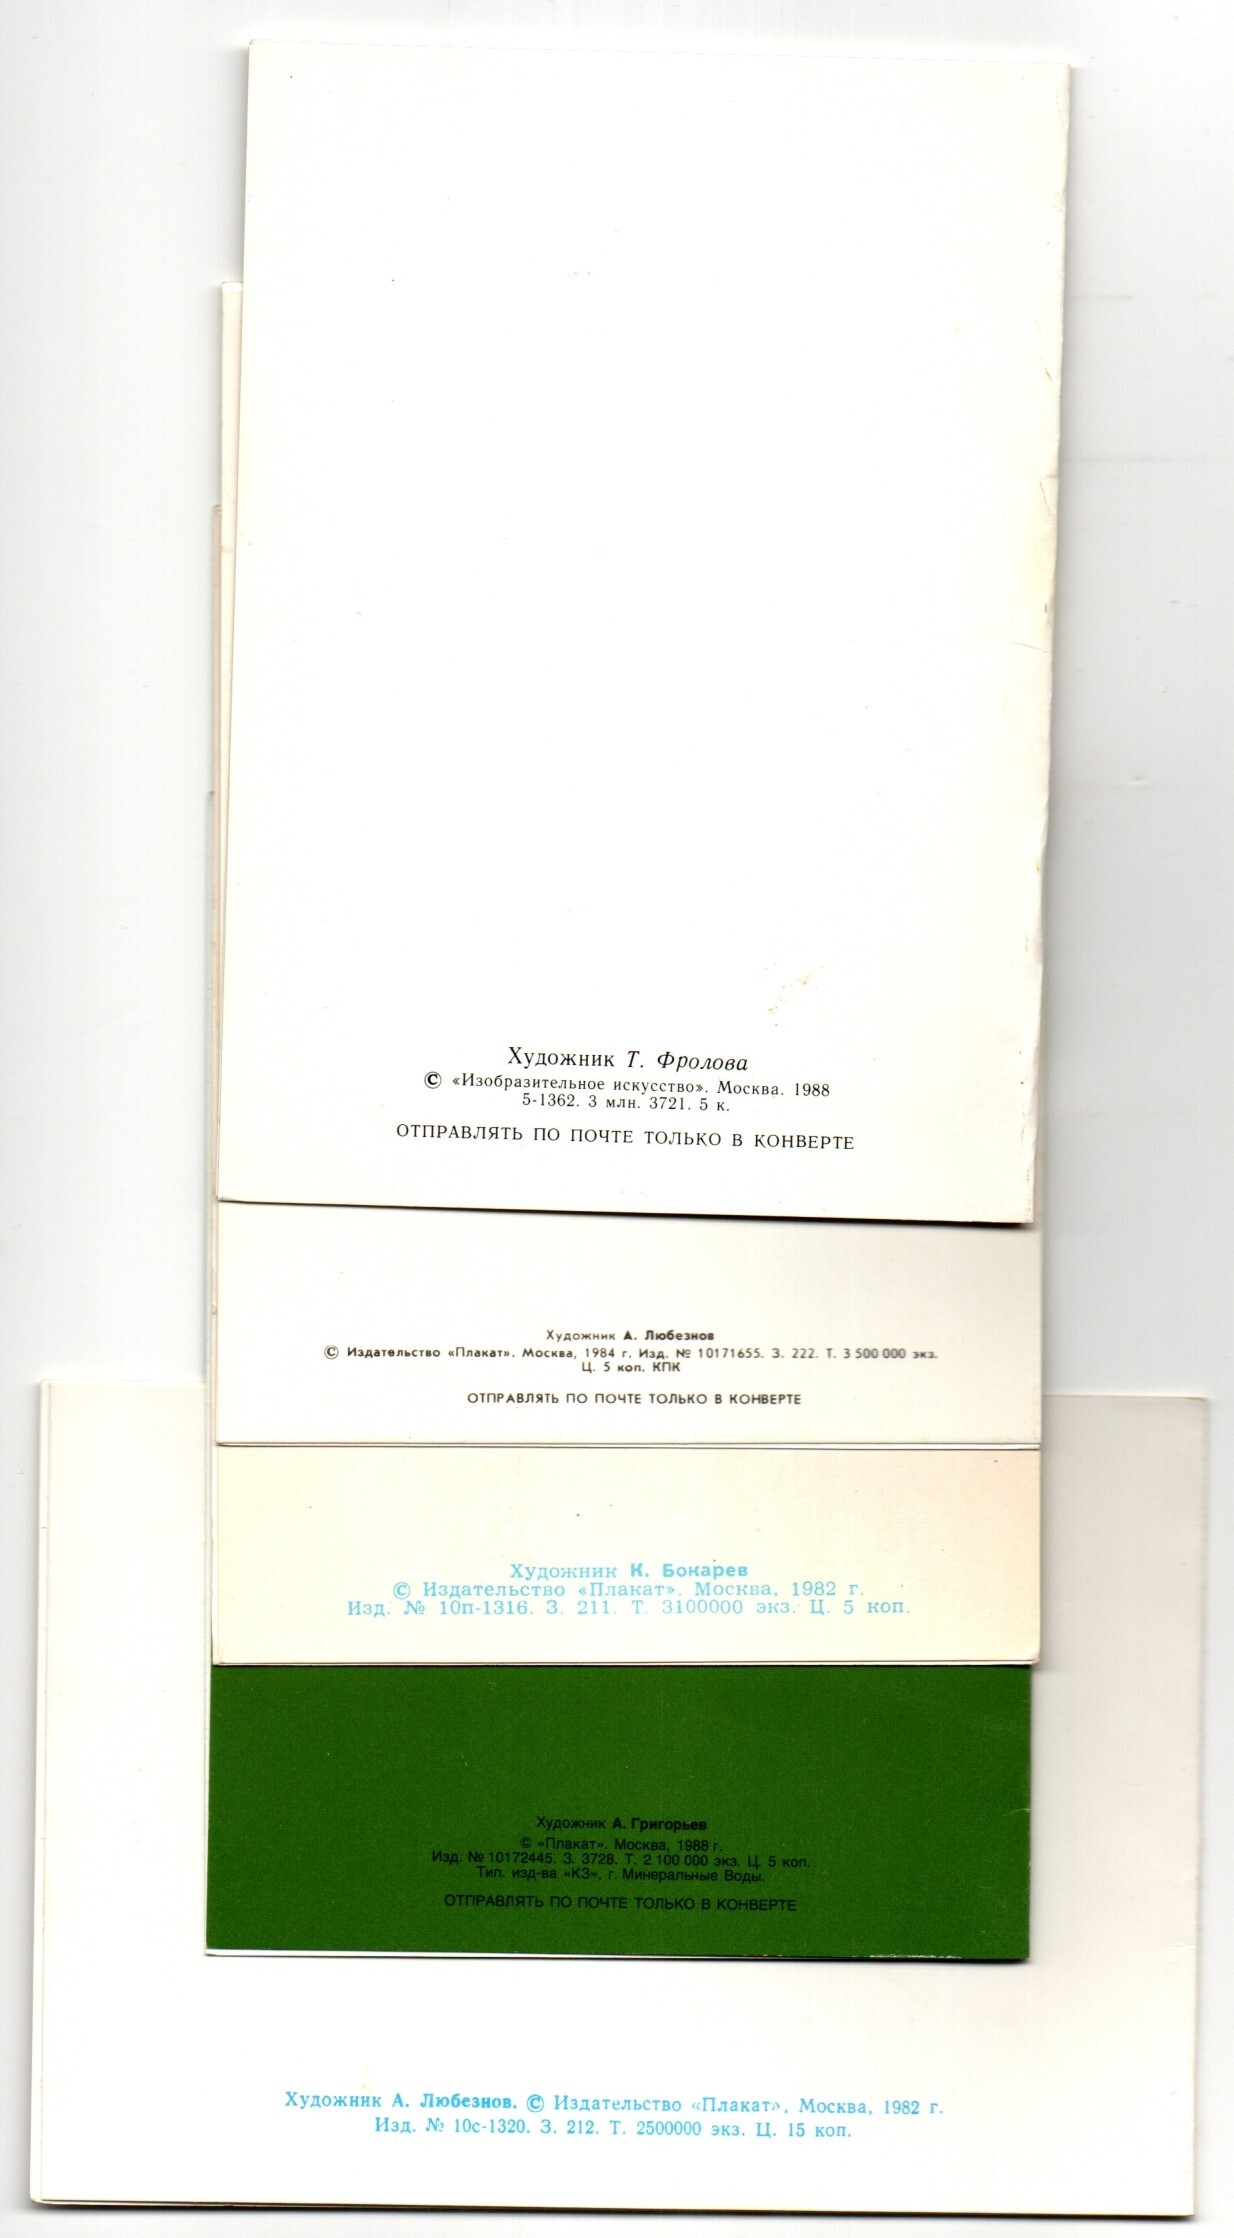 Художник Т. Фролова
© «Изобразительное искусство». Москва. 1988
5-1362. 3 млн. 3721. 5 к.
ОТПРАВЛЯТЬ ПО ПОЧТЕ ТОЛЬКО В КОНВЕРТЕ
Художник А. Любезнов
© Издательство «Плакат». Москва, 1984 г. Изд. № 10171655. З. 222. Т. 3 500 000 экз.
Ц. 5 коп. КПК
ОТПРАВЛЯТЬ ПО ПОЧТЕ ТОЛЬКО В КОНВЕРТЕ
Художник К. Бокарев
© Издательство «Плакат». Москва, 1982 г.
Изд. № 10п-1316. З. 211. Т. 3100000 экз. Ц. 5 коп.
Художник А. Григорьев
© «Плакат». Москва, 1988 г.
Изд. № 10172445. З. 3728. Т. 2 100 000 экз. Ц. 5 коп.
Тип. изд-ва «КЗ», г. Минеральные Воды.
ОТПРАВЛЯТЬ ПО ПОЧТЕ ТОЛЬКО В КОНВЕРТЕ
Художник А. Любезнов. © Издательство «Плакат». Москва, 1982 г.
Изд. № 10с-1320. З. 212. Т. 2500000 экз. Ц. 15 коп.